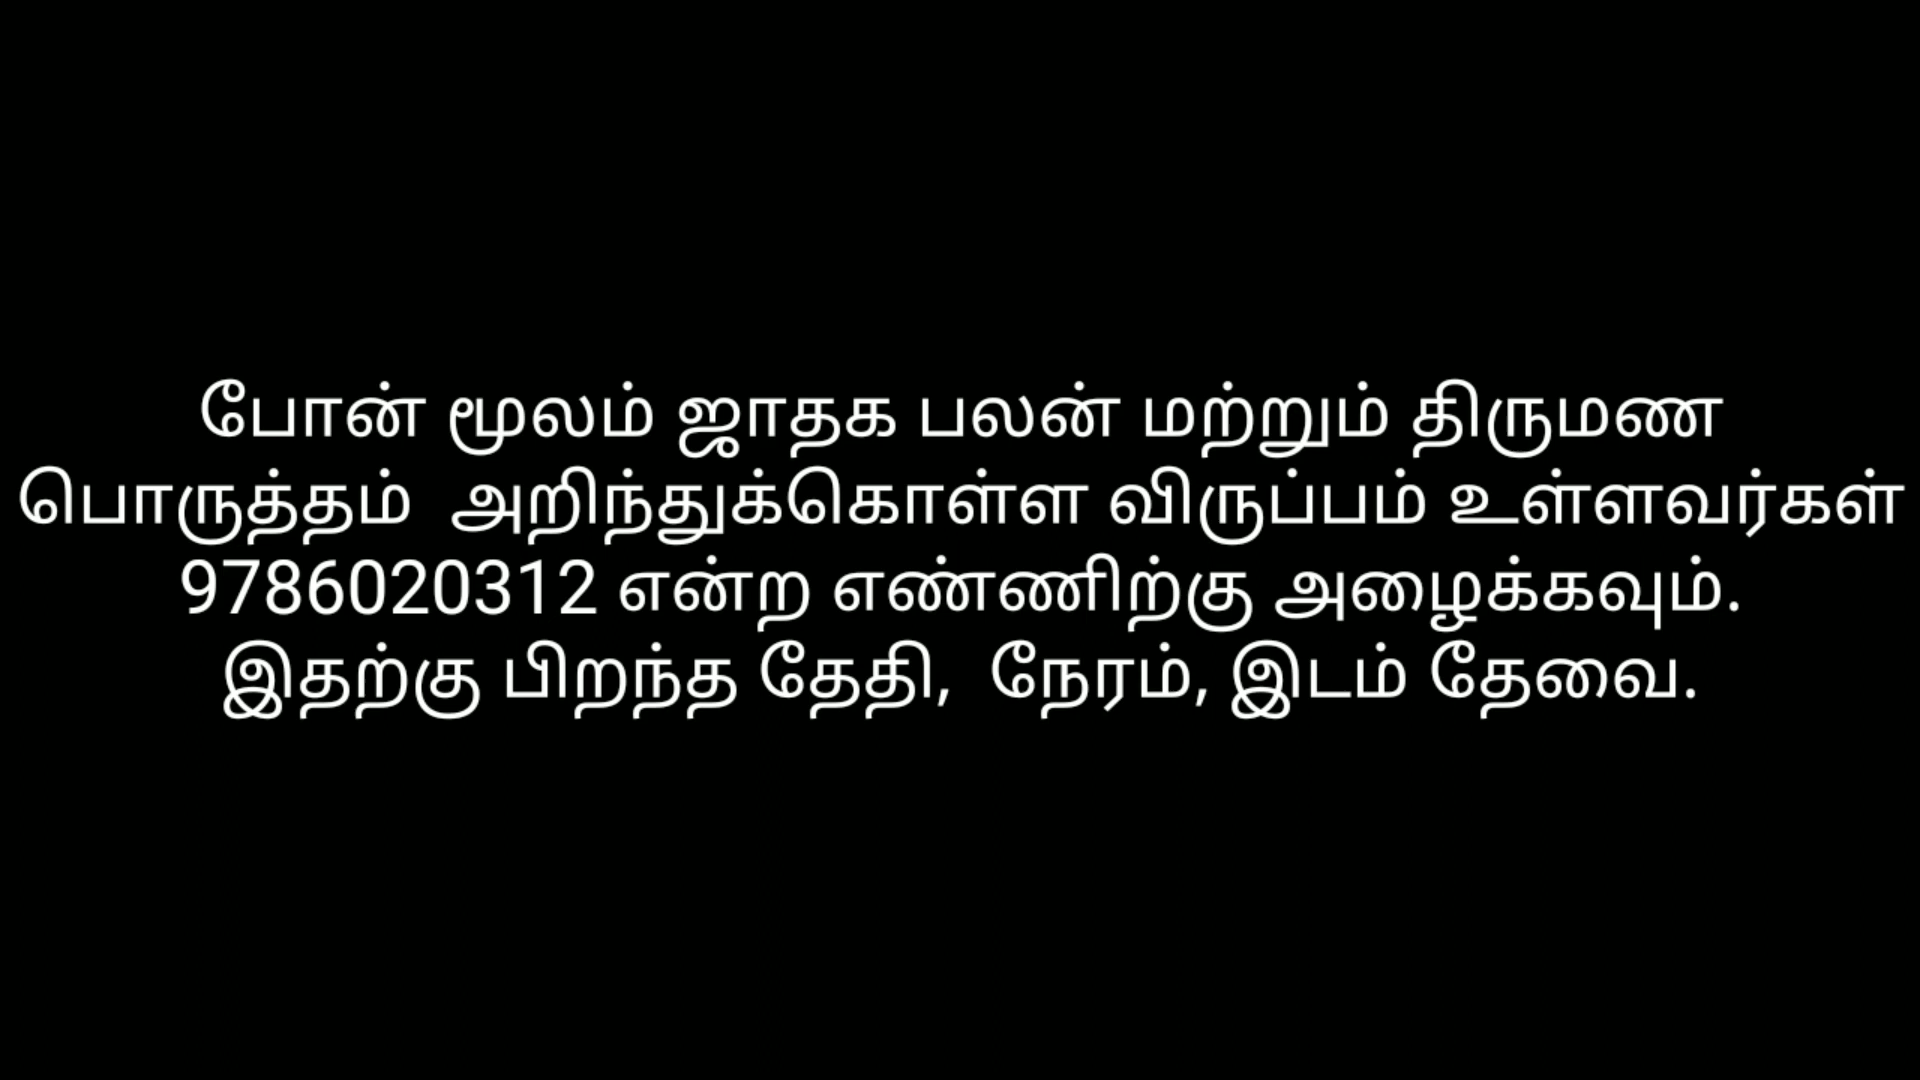 போன் மூலம் ஜாதக பலன் மற்றும் திருமண
பொருத்தம்  அறிந்துக்கொள்ள விருப்பம் உள்ளவர்கள்
9786020312 என்ற எண்ணிற்கு அழைக்கவும்.
இதற்கு பிறந்த தேதி,  நேரம், இடம் தேவை.